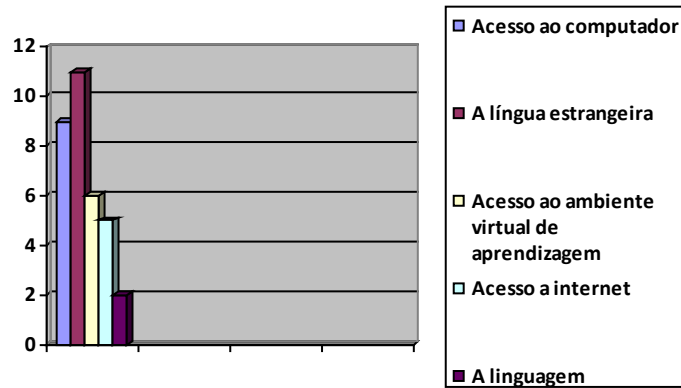 12
10
8
6
4
2
0
Acesso ao computador
A língua estrangeira
Acesso ao ambiente
virtual de
aprendizagem
Acesso a internet
A linguagem